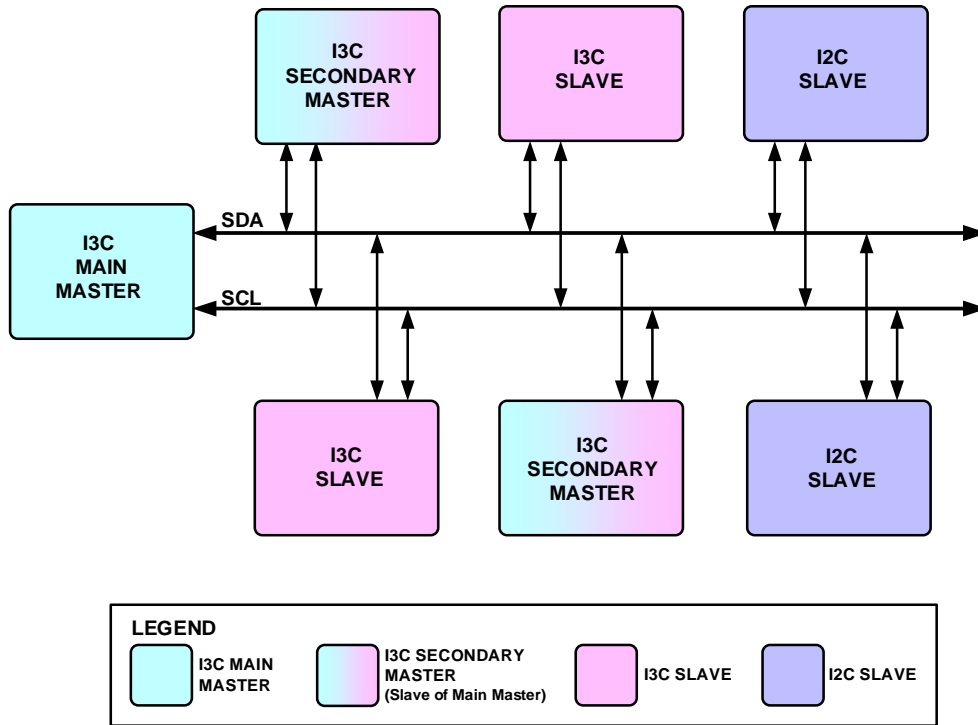 I3C
SECONDARY
MASTER
I3C
SLAVE
I2C
SLAVE
I3C
MAIN
MASTER
SDA
SCL
I3C
SLAVE
I3C
SECONDARY
MASTER
I2C
SLAVE
LEGEND
I3C MAIN
MASTER
I3C SECONDARY
MASTER
(Slave of Main Master)
I3C SLAVE
I2C SLAVE